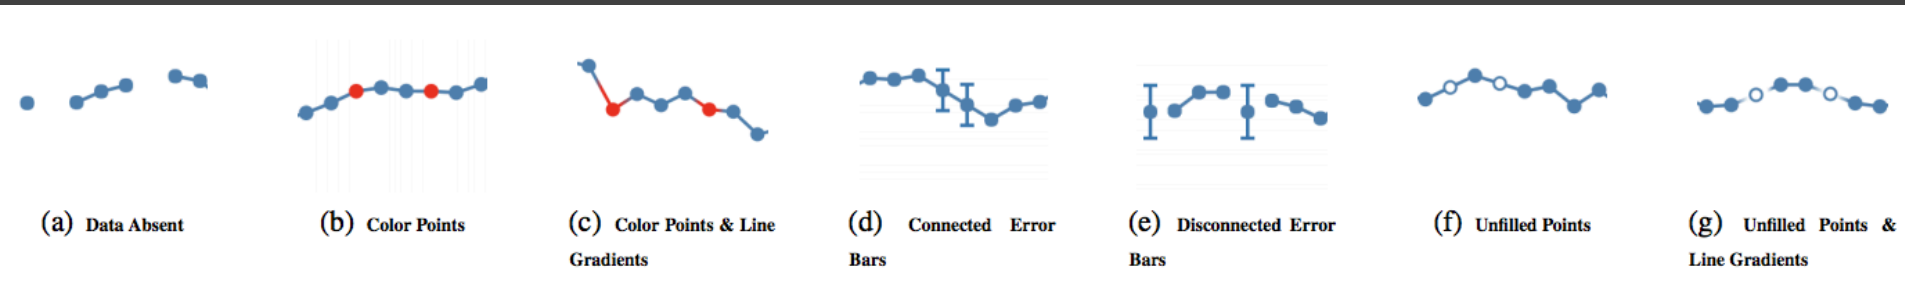 (a) Data Absent
(b) Color Points
(c) Color Points & Line
Gradients
(d) Connected Error
Bars
(e) Disconnected Error
Bars
(f) Unfilled Points
(g) Unfilled Points &
Line Gradients